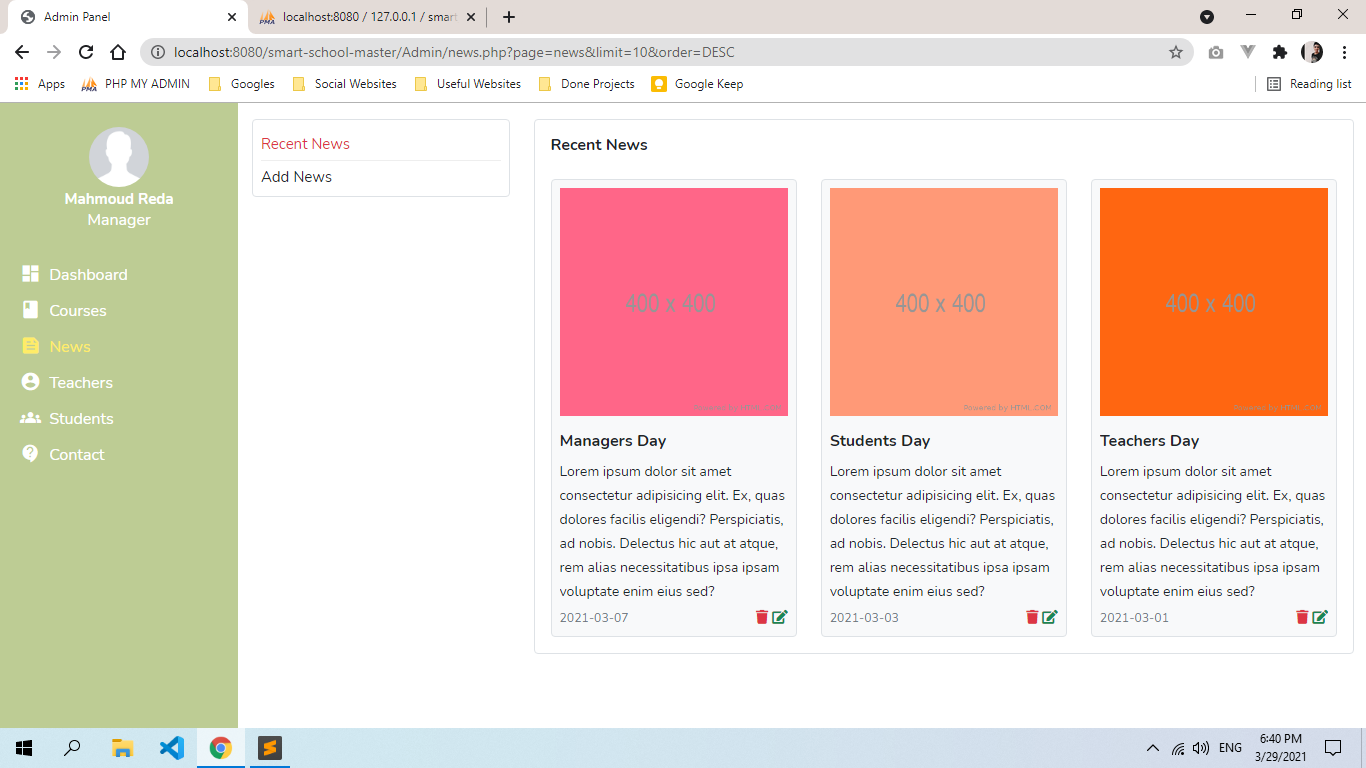 Admin Panel
localhost:8080 / 127.0.0.1 / smart
localhost:8080/smart-school-master/Admin/news.php?page=news&limit=10&order=DESC
Apps
PMA
PHP MY ADMIN
Googles
Social Websites
Useful Websites
Done Projects
Google Keep
Reading list
Mahmoud Reda
Manager
Dashboard
Courses
News
Teachers
Students
Contact
Recent News
Add News
Recent News
400 x 400
Managers Day
Lorem ipsum dolor sit amet
consectetur adipisicing elit. Ex, quas
dolores facilis eligendi? Perspiciatis,
ad nobis. Delectus hic aut at atque,
rem alias necessitatibus ipsa ipsam
voluptate enim eius sed?
2021-03-07
400 x 400
Powered by HTML.COM
Students Day
Lorem ipsum dolor sit amet
consectetur adipisicing elit. Ex, quas
dolores facilis eligendi? Perspiciatis,
ad nobis. Delectus hic aut at atque,
rem alias necessitatibus ipsa ipsam
voluptate enim eius sed?
2021-03-03
400 x 400
Powered by HTML.COM
Teachers Day
Lorem ipsum dolor sit amet
consectetur adipisicing elit. Ex, quas
dolores facilis eligendi? Perspiciatis,
ad nobis. Delectus hic aut at atque,
rem alias necessitatibus ipsa ipsam
voluptate enim eius sed?
2021-03-01
ENG
6:40 PM
3/29/2021